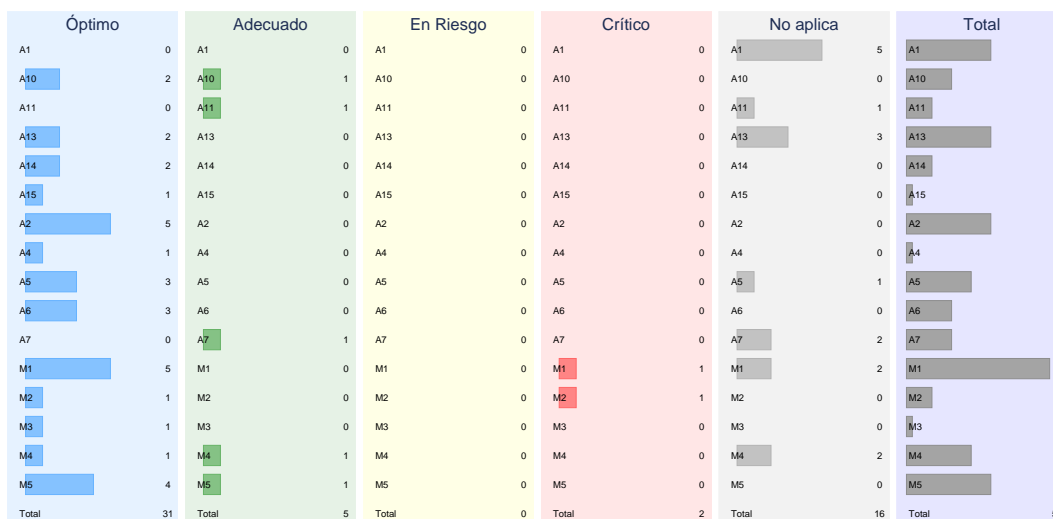 Óptimo Adecuado En Riesgo Crítico No aplica Total
A1 0 A1 0 A1 0 A1 0 A1 5 A1
A10 2 A10 1 A10 0 A10 0 A10 0 A10
A11 0 A11 1 A11 0 A11 0 A11 1 A11
A13 2 A13 0 A13 0 A13 0 A13 3 A13
A14 2 A14 0 A14 0 A14 0 A14 0 A14
A15 1 A15 0 A15 0 A15 0 A15 0 A15
A2 5 A2 0 A2 0 A2 0 A2 0 A2
A4 1 A4 0 A4 0 A4 0 A4 0 A4
A5 3 A5 0 A5 0 A5 0 A5 1 A5
A6 3 A6 0 A6 0 A6 0 A6 0 A6
A7 0 A7 1 A7 0 A7 0 A7 2 A7
M1 5 M1 0 M1 0 M1 1 M1 2 M1
M2 1 M2 0 M2 0 M2 1 M2 0 M2
M3 1 M3 0 M3 0 M3 0 M3 0 M3
M4 1 M4 1 M4 0 M4 0 M4 2 M4
M5 4 M5 1 M5 0 M5 0 M5 0 M5
Total 31 Total 5 Total 0 Total 2 Total 16 Total